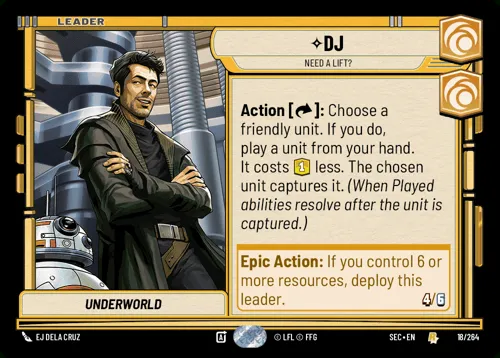 LEADER
DJ
NEED A LIFT?
Action [ ]: Choose a
friendly unit. If you do,
play a unit from your hand.
It costs 1 less. The chosen
unit captures it. (When Played
abilities resolve after the unit is
captured.)
Epic Action: If you control 6 or
more resources, deploy this
leader.
4/6
UNDERWORLD
EJ DELA CRUZ
A
© LFL © FFG
SEC • EN
R
18/264